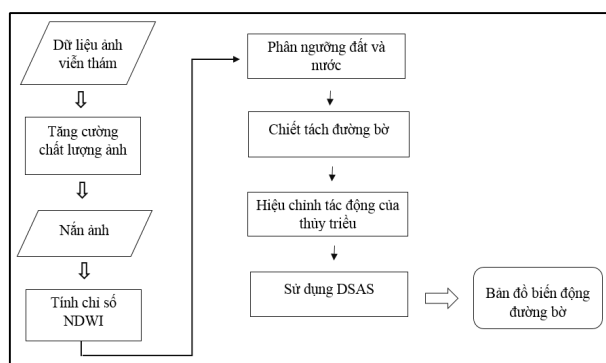 Dữ liệu ảnh
viễn thám
Tăng cường
chất lượng ảnh
Nắn ảnh
Tính chỉ số
NDWI
Phân ngưỡng đất và
nước
Chiết tách đường bờ
Hiệu chỉnh tác động của
thủy triều
Sử dụng DSAS
Bản đồ biến động
đường bờ